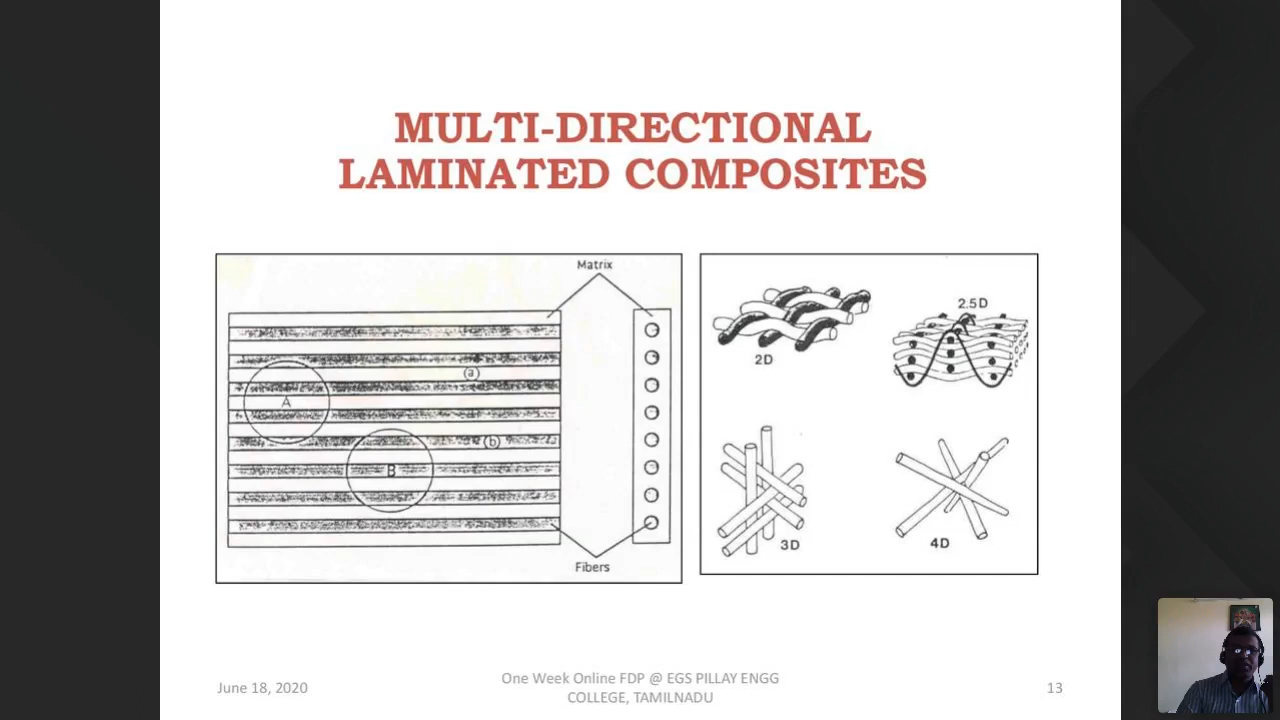 MULTI-DIRECTIONAL
LAMINATED COMPOSITES
Matrix
(a)
A
(b)
B
Fibers
2D
2.5D
3D
4D
June 18, 2020
One Week Online FDP @ EGS PILLAY ENGG
COLLEGE, TAMILNADU
13